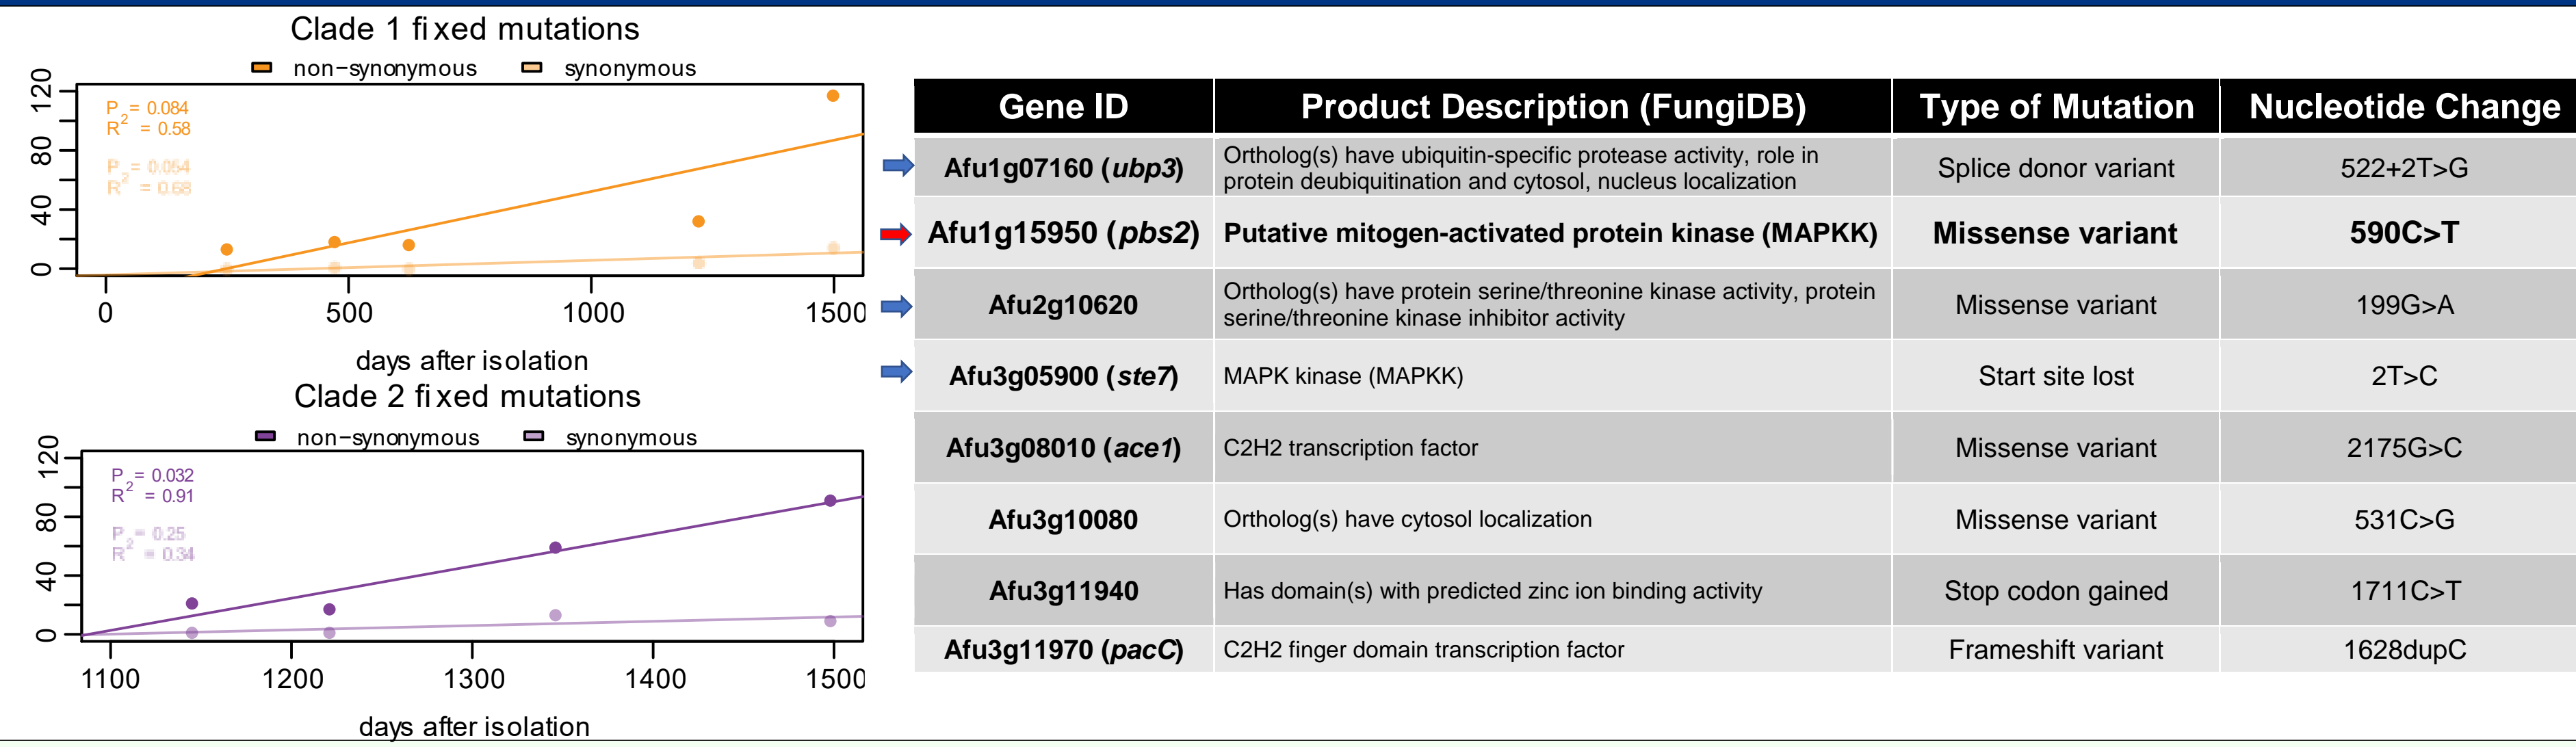 Clade 1 fixed mutations
non−synonymous synonymous
P = 0.084
R2 = 0.58
P = 0.054
R2 = 0.68
120
80
40
0
0 500 1000 1500
days after isolation
Clade 2 fixed mutations
non−synonymous synonymous
P = 0.032
R2 = 0.91
P = 0.25
R2 = 0.34
120
80
40
0
1100 1200 1300 1400 1500
days after isolation
Gene ID Product Description (FungiDB) Type of Mutation Nucleotide Change
Afu1g07160 (ubp3) Ortholog(s) have ubiquitin-specific protease activity, role in
protein deubiquitination and cytosol, nucleus localization Splice donor variant 522+2T>G
Afu1g15950 (pbs2) Putative mitogen-activated protein kinase (MAPKK) Missense variant 590C>T
Afu2g10620 Ortholog(s) have protein serine/threonine kinase activity, protein
serine/threonine kinase inhibitor activity Missense variant 199G>A
Afu3g05900 (ste7) MAPK kinase (MAPKK) Start site lost 2T>C
Afu3g08010 (ace1) C2H2 transcription factor Missense variant 2175G>C
Afu3g10080 Ortholog(s) have cytosol localization Missense variant 531C>G
Afu3g11940 Has domain(s) with predicted zinc ion binding activity Stop codon gained 1711C>T
Afu3g11970 (pacC) C2H2 finger domain transcription factor Frameshift variant 1628dupC